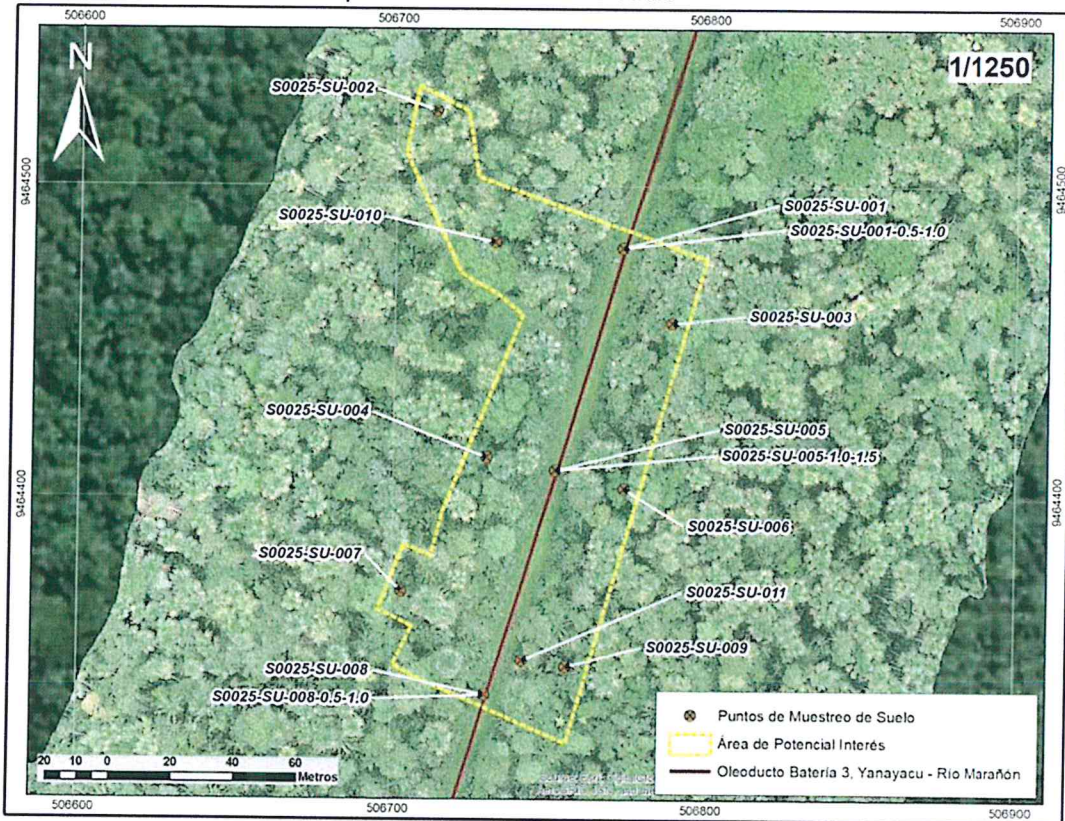 506600
506700
506800
506900
N
1/1250
S0025-SU-002
9464500
9464500
S0025-SU-001
S0025-SU-010
S0025-SU-001-0.5-1.0
S0025-SU-003
S0025-SU-004
S0025-SU-005
S0025-SU-005-1.0-1.5
9464400
9464400
S0025-SU-006
S0025-SU-007
S0025-SU-011
S0025-SU-009
S0025-SU-008
S0025-SU-008-0.5-1.0
Puntos de Muestreo de Suelo
Área de Potencial Interés
Oleoducto Batería 3, Yanayacu - Río Marañón
20 10 0 20 40 60
Metros
506600
506700
506800
506900